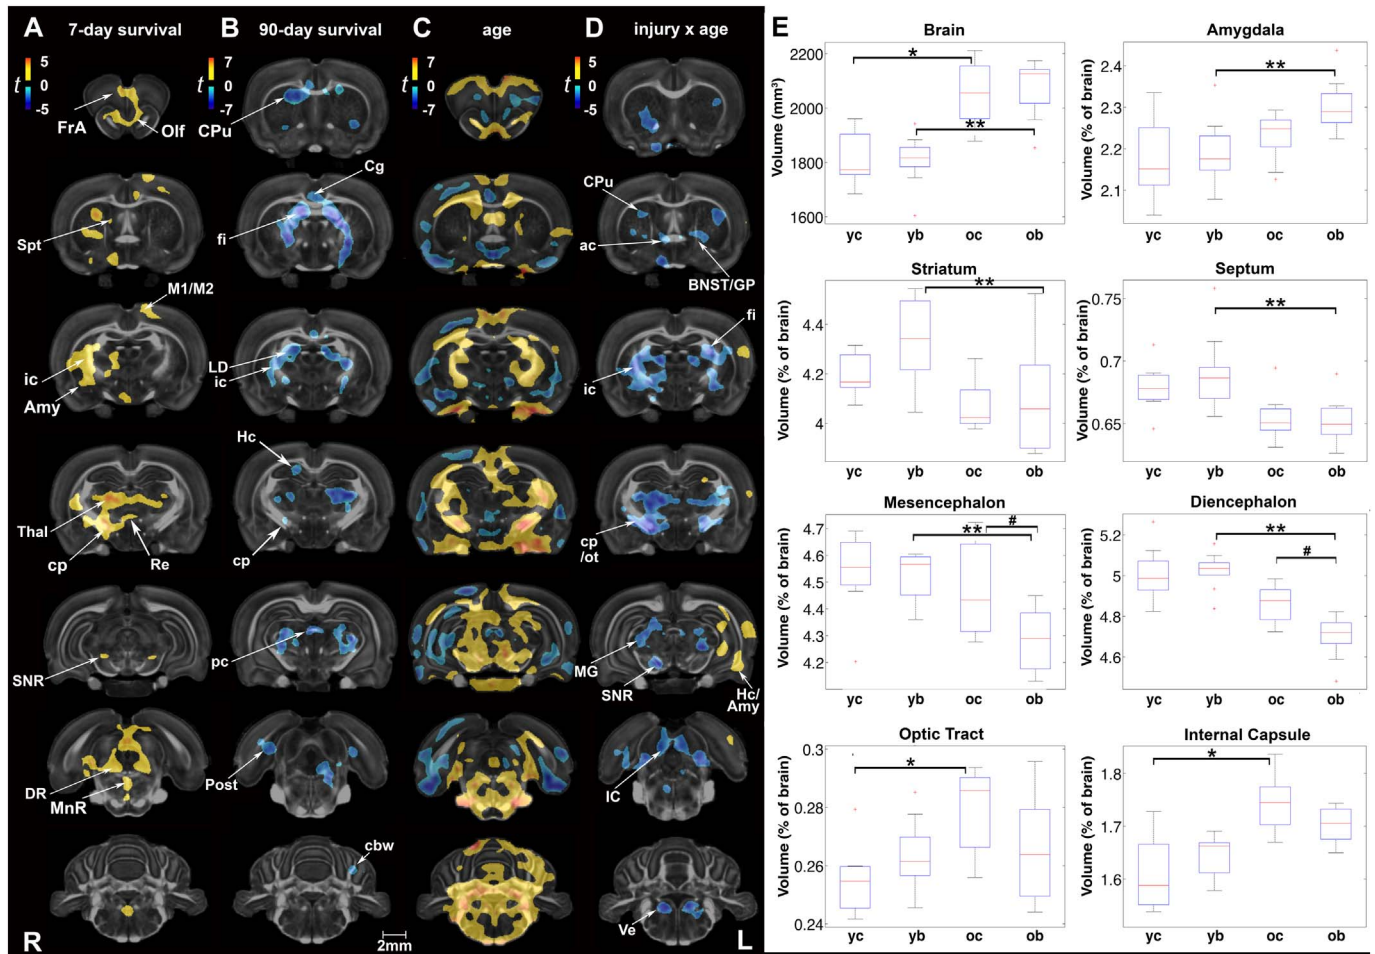 A 7-day survival B 90-day survival C age D injury x age E
t 5 0 -5
t 7 0 -7
t 7 0 -7
t 5 0 -5
FrA
Olf
CPu
Cg
CPu
Spt
fi
ac
BNST/GP
M1/M2
fi
LD
ic
ic
ic
Amy
Hc
Thal
cp
Re
cp
cp
/ot
pc
MG
SNR
SNR
Hc/
Amy
Post
DR
MnR
IC
cbw
Ve
R
2mm
L
Brain
Volume (mm³)
2200
2000
1800
1600
*
**
yc yb oc ob
Amygdala
Volume (% of brain)
2.4
2.3
2.2
2.1
**
yc yb oc ob
Striatum
Volume (% of brain)
4.4
4.2
4
**
yc yb oc ob
Septum
Volume (% of brain)
0.75
0.7
0.65
**
yc yb oc ob
Mesencephalon
Volume (% of brain)
4.7
4.6
4.5
4.4
4.3
4.2
** #
yc yb oc ob
Diencephalon
Volume (% of brain)
5.2
5
4.8
4.6
**
#
yc yb oc ob
Optic Tract
Volume (% of brain)
0.3
0.28
0.26
0.24
*
yc yb oc ob
Internal Capsule
Volume (% of brain)
1.8
1.7
1.6
*
yc yb oc ob